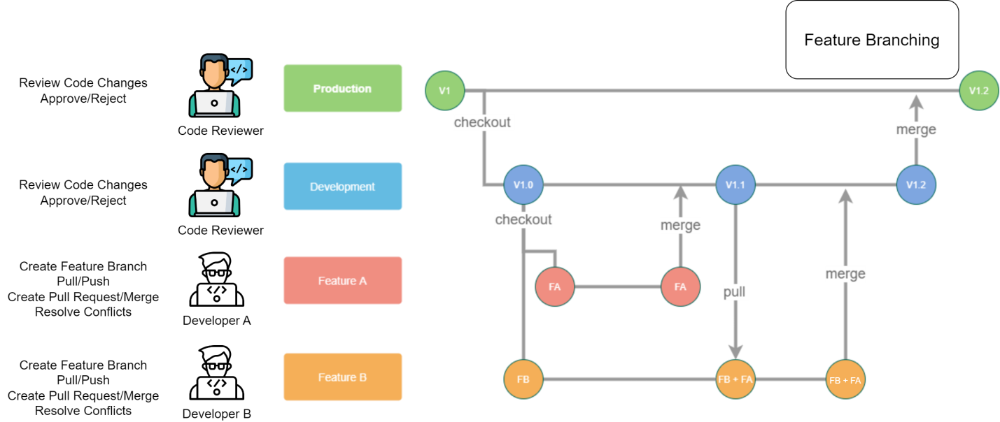 Feature Branching
Review Code Changes
Approve/Reject
</>
Code Reviewer
Production
V1
V1.2
checkout
merge
Review Code Changes
Approve/Reject
</>
Code Reviewer
Development
V1.0
V1.1
V1.2
checkout
merge
Create Feature Branch
Pull/Push
Create Pull Request/Merge
Resolve Conflicts
</>
Developer A
Feature A
FA
FA
pull
merge
Create Feature Branch
Pull/Push
Create Pull Request/Merge
Resolve Conflicts
</>
Developer B
Feature B
FB
FB + FA
FB + FA